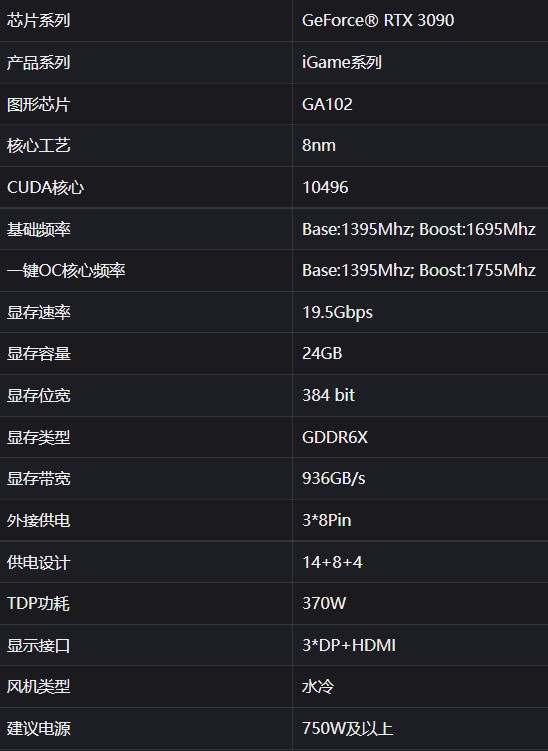 芯片系列 GeForce® RTX 3090
产品系列 iGame系列
图形芯片 GA102
核心工艺 8nm
CUDA核心 10496
基础频率 Base:1395Mhz; Boost:1695Mhz
一键OC核心频率 Base:1395Mhz; Boost:1755Mhz
显存速率 19.5Gbps
显存容量 24GB
显存位宽 384 bit
显存类型 GDDR6X
显存带宽 936GB/s
外接供电 3*8Pin
供电设计 14+8+4
TDP功耗 370W
显示接口 3*DP+HDMI
风机类型 水冷
建议电源 750W及以上